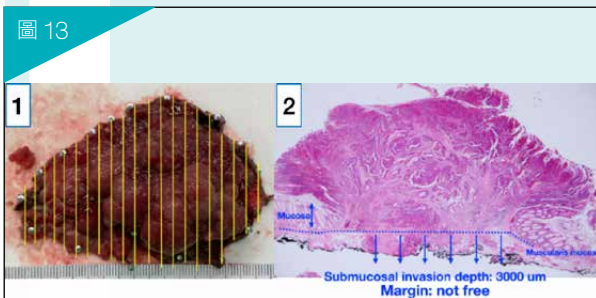 圖 13
1
2
Mucosa
Muscularis mucosa
Submucosal invasion depth: 3000 um
Margin: not free